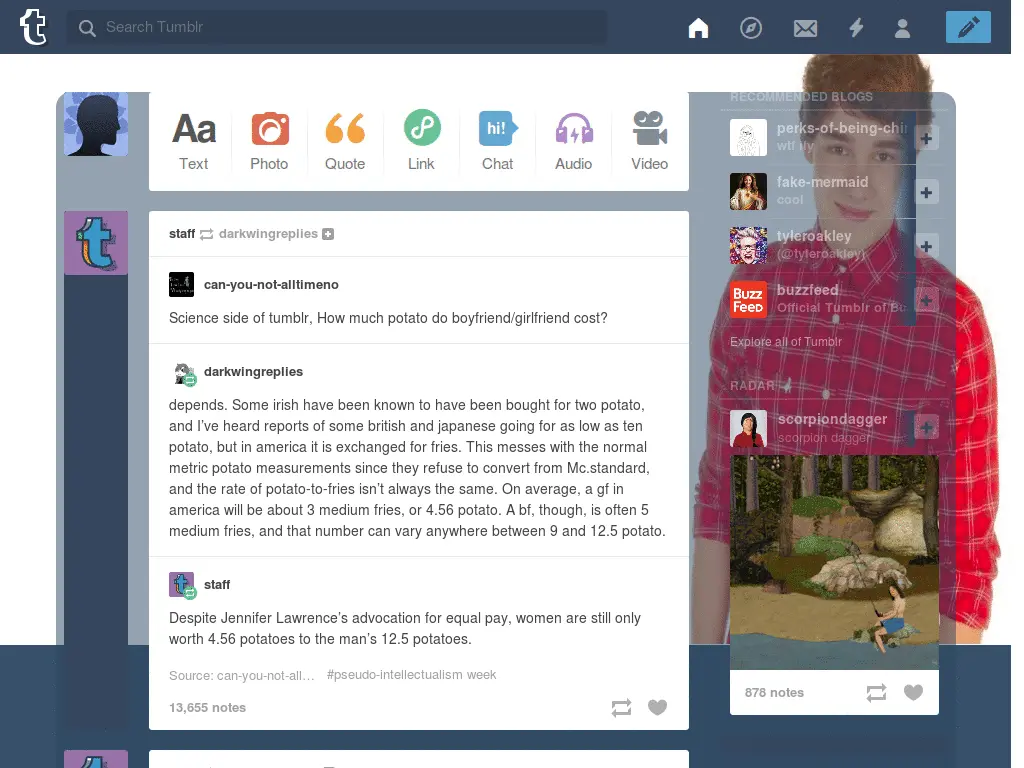 Search Tumblr
Aa
hi!
Text
Photo
Quote
Link
Chat
Audio
Video
staff darkwingreplies
can-you-not-alltimeno
Science side of tumblr, How much potato do boyfriend/girlfriend cost?
darkwingreplies
depends. Some irish have been known to have been bought for two potato,
and I've heard reports of some british and japanese going for as low as ten
potato, but in america it is exchanged for fries. This messes with the normal
metric potato measurements since they refuse to convert from Mc.standard,
and the rate of potato-to-fries isn't always the same. On average, a gf in
america will be about 3 medium fries, or 4.56 potato. A bf, though, is often 5
medium fries, and that number can vary anywhere between 9 and 12.5 potato.
staff
Despite Jennifer Lawrence's advocation for equal pay, women are still only
worth 4.56 potatoes to the man's 12.5 potatoes.
Source: can-you-not-all… #pseudo-intellectualism week
13,655 notes
RECOMMENDED BLOGS
perks-of-being-chi
wtf ily
fake-mermaid
cool
tyleroakley
(@tyleroakley)
Buzz
Feed
buzzfeed
Official Tumblr of Bu
Explore all of Tumblr
RADAR
scorpiondagger
scorpion dagger
878 notes